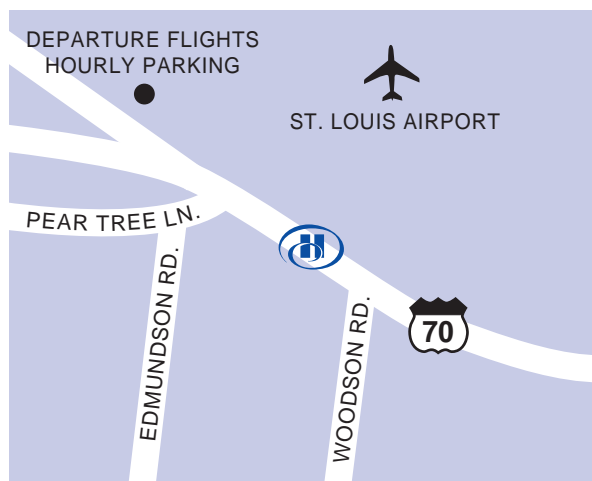 DEPARTURE FLIGHTS
HOURLY PARKING
ST. LOUIS AIRPORT
PEAR TREE LN.
EDMUNDSON RD.
H
WOODSON RD.
70